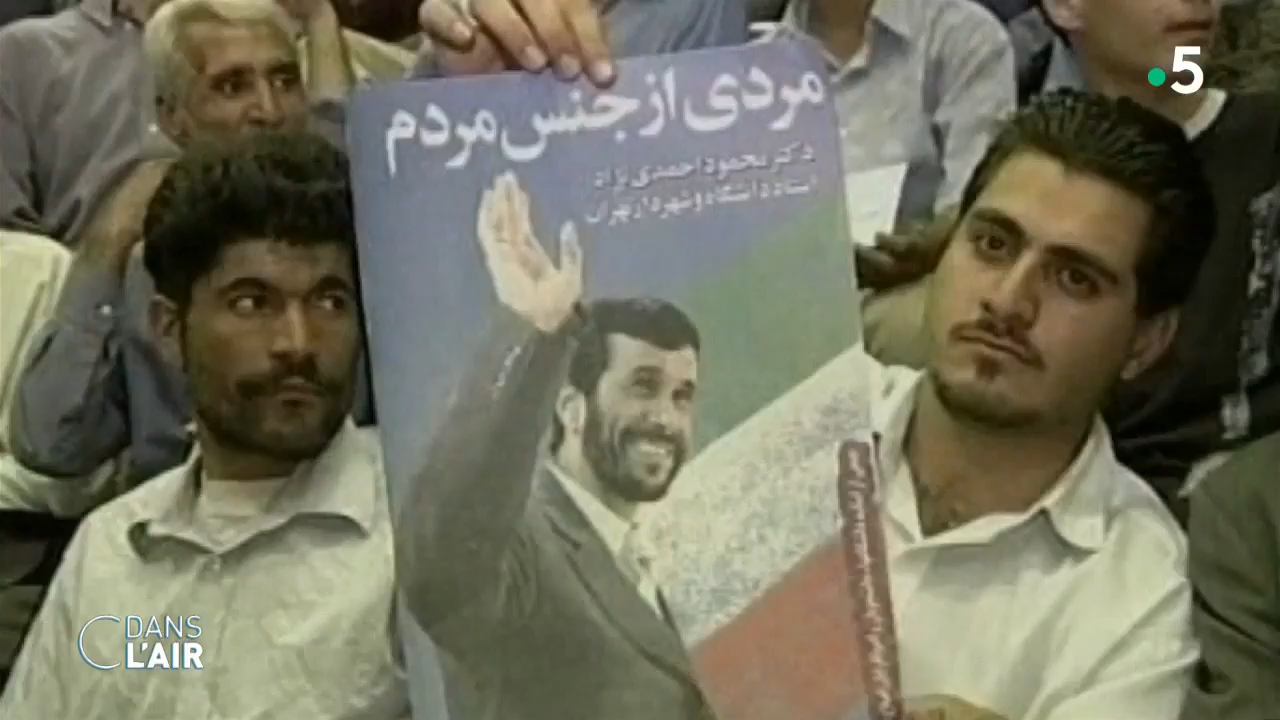 مردی از جنس مردم
دکتر محمود احمدی نژاد
استاد دانشگاه و شهردار تهران
5
C DANS
L'AIR